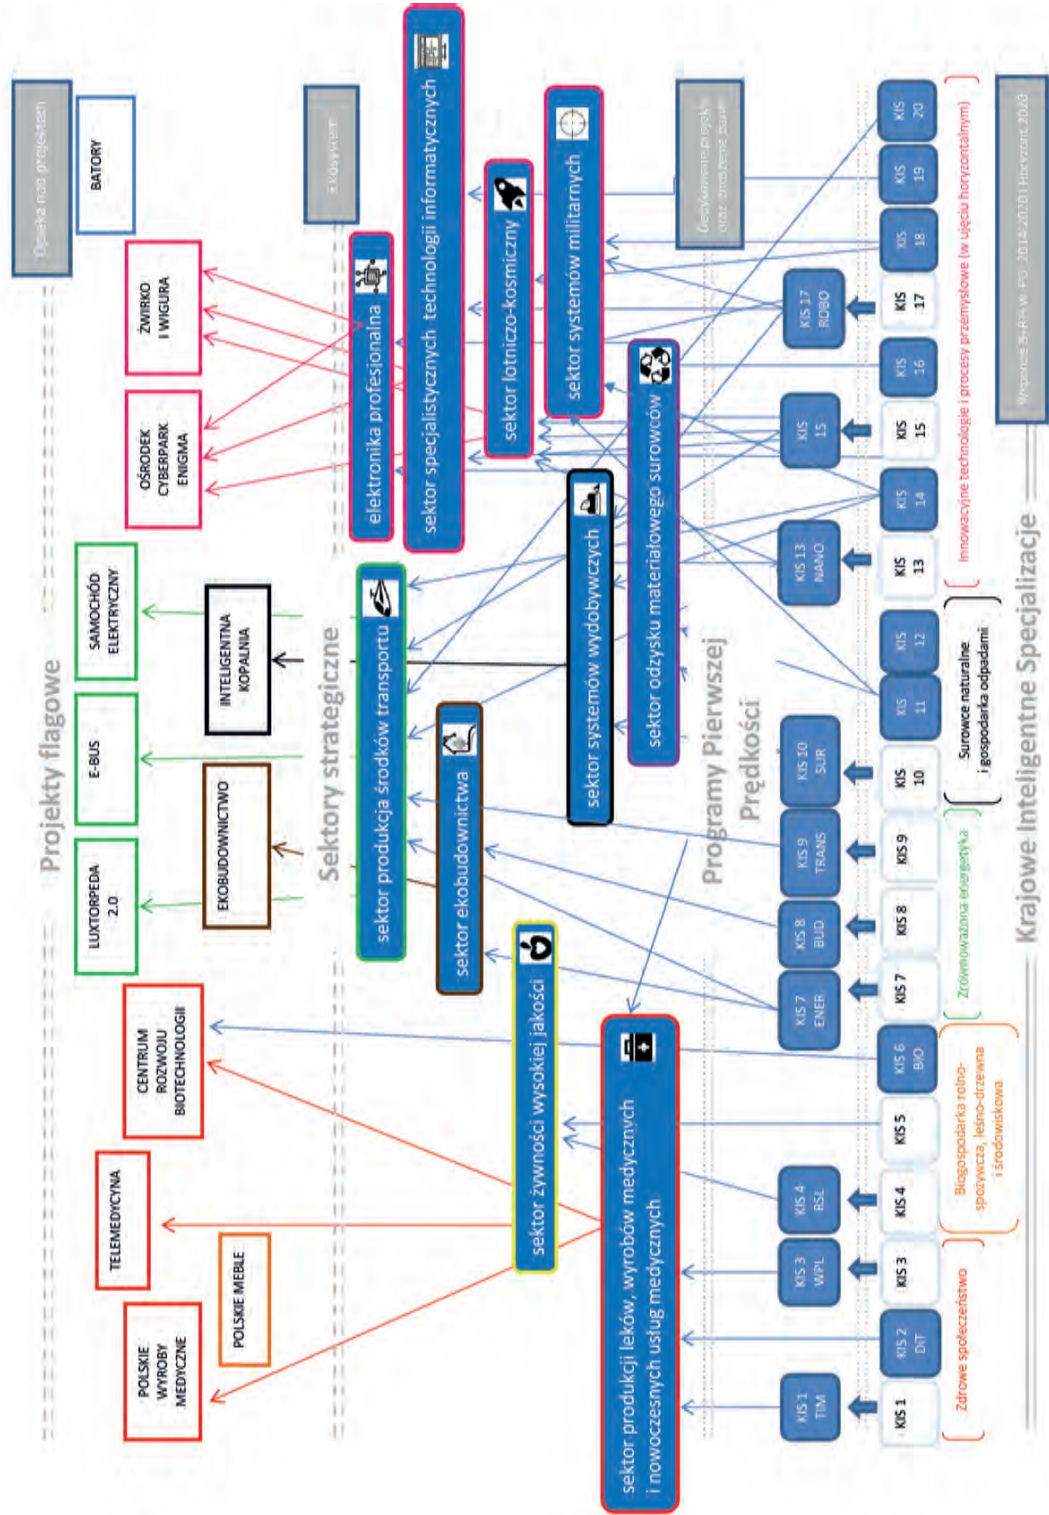 Projekty flagowe
Opieka nad projektem
POLSKIE
WYROBY
MEDYCZNE
TELEMEDYCYNA
POLSKIE MEBLE
CENTRUM
ROZWOJU
BIOTECHNOLOGII
LUXTORPEDA
2.0
E-BUS
SAMOCHÓD
ELEKTRYCZNY
EKOBUDOWNICTWO
INTELIGENTNA
KOPALNIA
OŚRODEK
CYBERPARK
ENIGMA
ŻWIRKO
I WIGURA
BATORY
Sektory strategiczne
sektor produkcja środków transportu
elektronika profesjonalna
sektor specjalistycznych technologii informatycznych
sektor ekobudownictwa
sektor lotniczo-kosmiczny
sektor żywności wysokiej jakości
sektor systemów militarnych
sektor systemów wydobywczych
sektor produkcji leków, wyrobów medycznych
i nowoczesnych usług medycznych
sektor odzysku materiałowego surowców
Programy Pierwszej
Prędkości
KIS 1
TIM
KIS 3
WPL
KIS 4
RSL
KIS 7
ENER
KIS 8
BUD
KIS 9
TRANS
KIS 10
SUR
KIS 13
NANO
KIS
15
KIS 17
ROBO
KIS 1
KIS 2
DIT
KIS 3
KIS 4
KIS 5
KIS 6
BIO
KIS 7
KIS 8
KIS 9
KIS
10
KIS
11
KIS
12
KIS
13
KIS
14
KIS
15
KIS
16
KIS
17
KIS
18
KIS
19
KIS
20
Zdrowe społeczeństwo
Biogospodarka rolno-
spożywcza, leśno-drzewna
i środowiskowa
Zrównoważona energetyka
Surowce naturalne
i gospodarka odpadami
Innowacyjne technologie i procesy przemysłowe (w ujęciu horyzontalnym)
Krajowe Inteligentne Specjalizacje
2014-2020 i Horyzont 2020